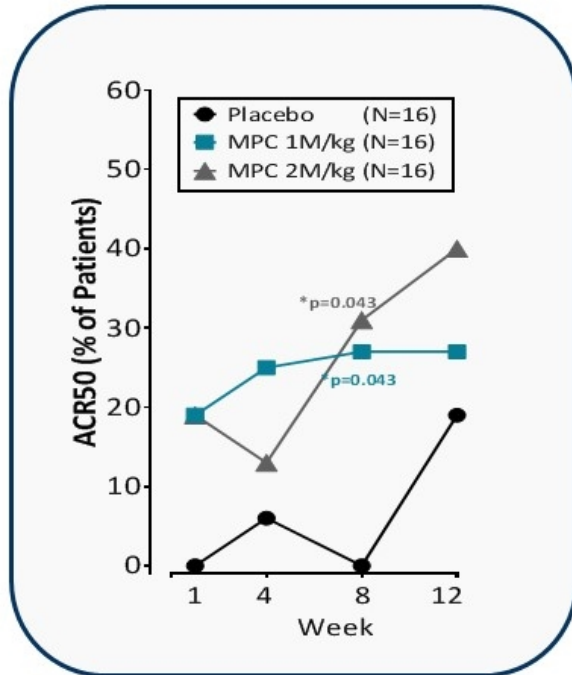 ACR50 (% of Patients)
60
50
40
30
20
10
0
Placebo (N=16)
MPC 1M/kg (N=16)
MPC 2M/kg (N=16)
*p=0.043
*p=0.043
1 4 8 12
Week